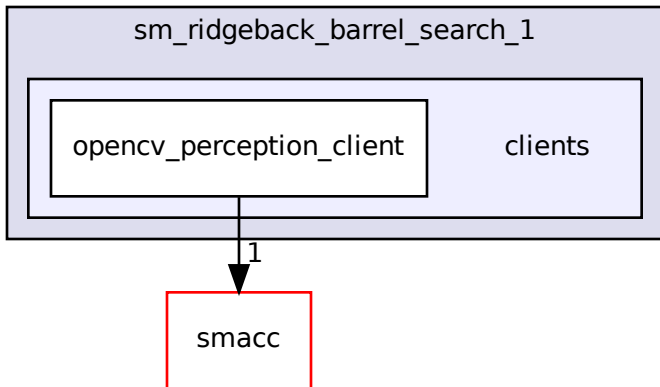 sm_ridgeback_barrel_search_1
opencv_perception_client
clients
1
smacc